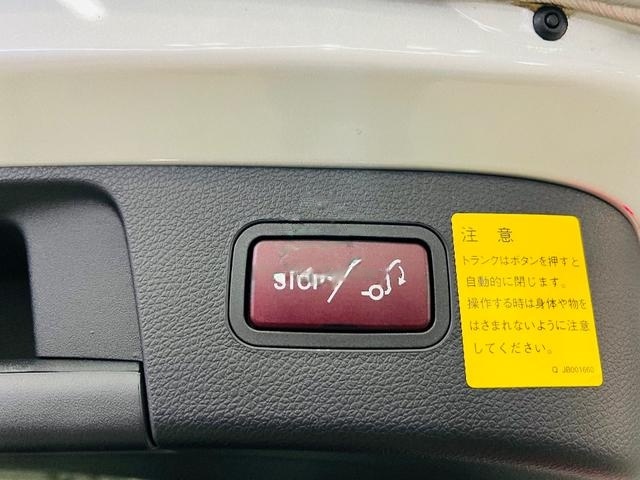 STOP/
注 意
トランクはボタンを押すと
自動的に閉じます。
操作する時は身体や物を
はさまれないように注意
してください。
Q JB001660